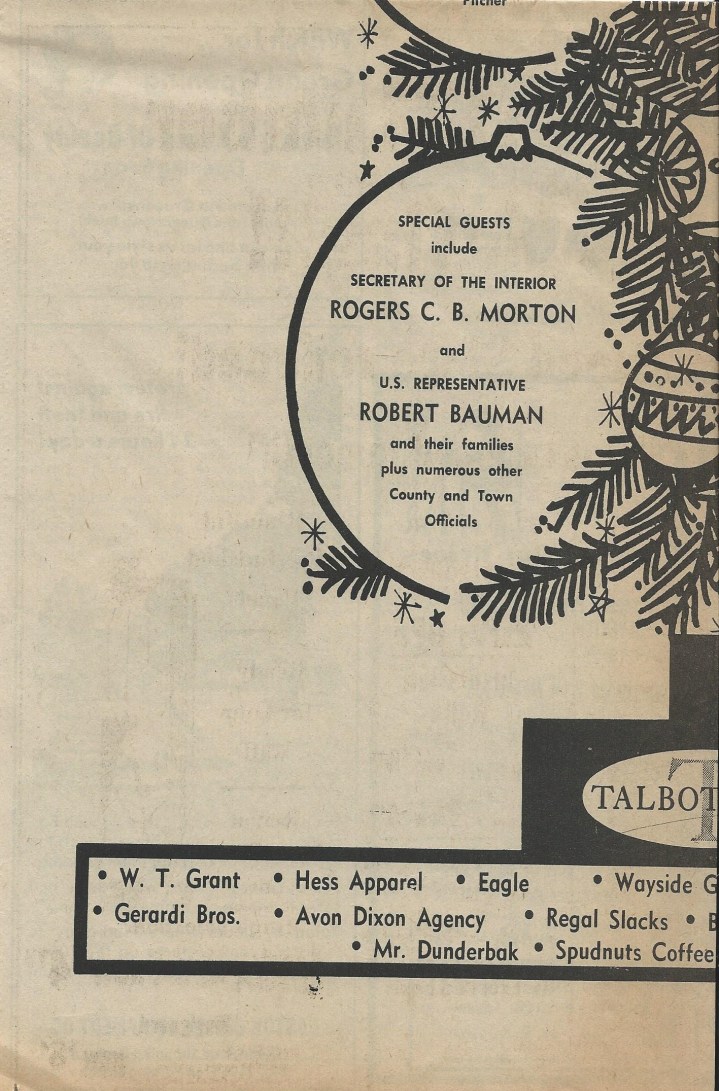 Pitcher
SPECIAL GUESTS
include
SECRETARY OF THE INTERIOR
ROGERS C. B. MORTON
and
U.S. REPRESENTATIVE
ROBERT BAUMAN
and their families
plus numerous other
County and Town
Officials
TALBOT
T
• W. T. Grant • Hess Apparel • Eagle • Wayside G
• Gerardi Bros. • Avon Dixon Agency • Regal Slacks • B
• Mr. Dunderbak • Spudnuts Coffee